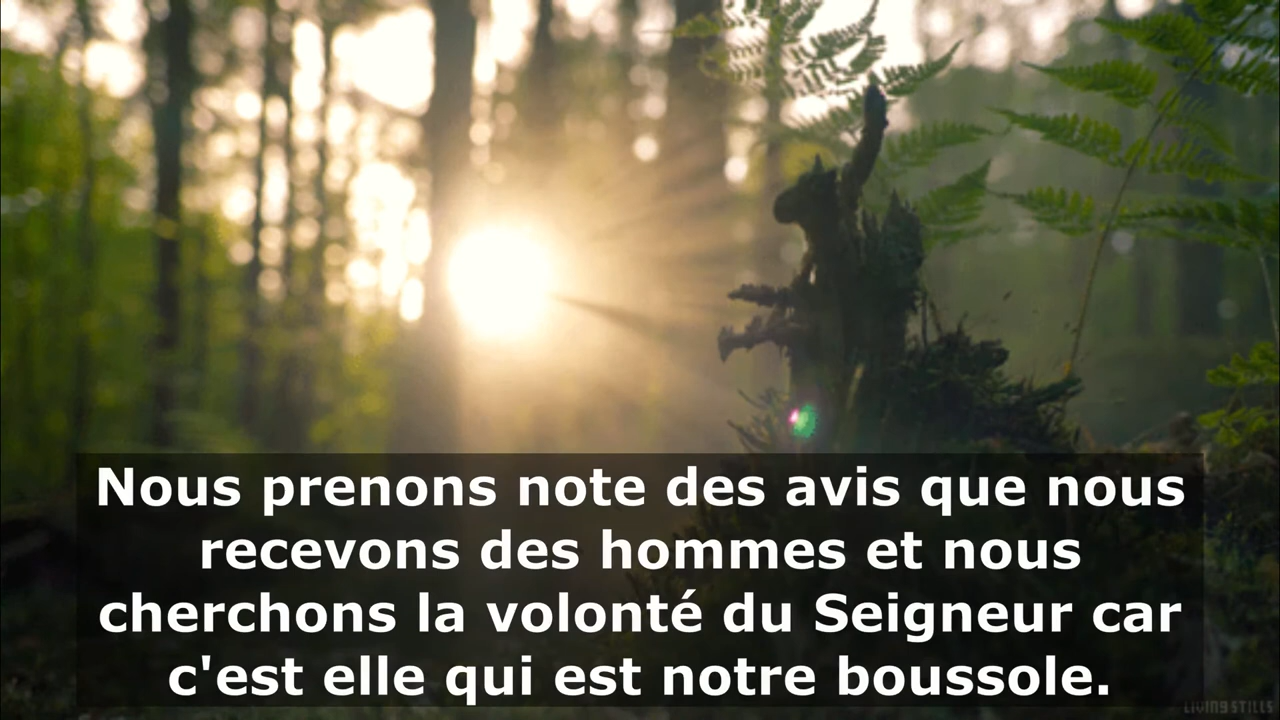 Nous prenons note des avis que nous
recevons des hommes et nous
cherchons la volonté du Seigneur car
c'est elle qui est notre boussole.
LIVINGSTILLS